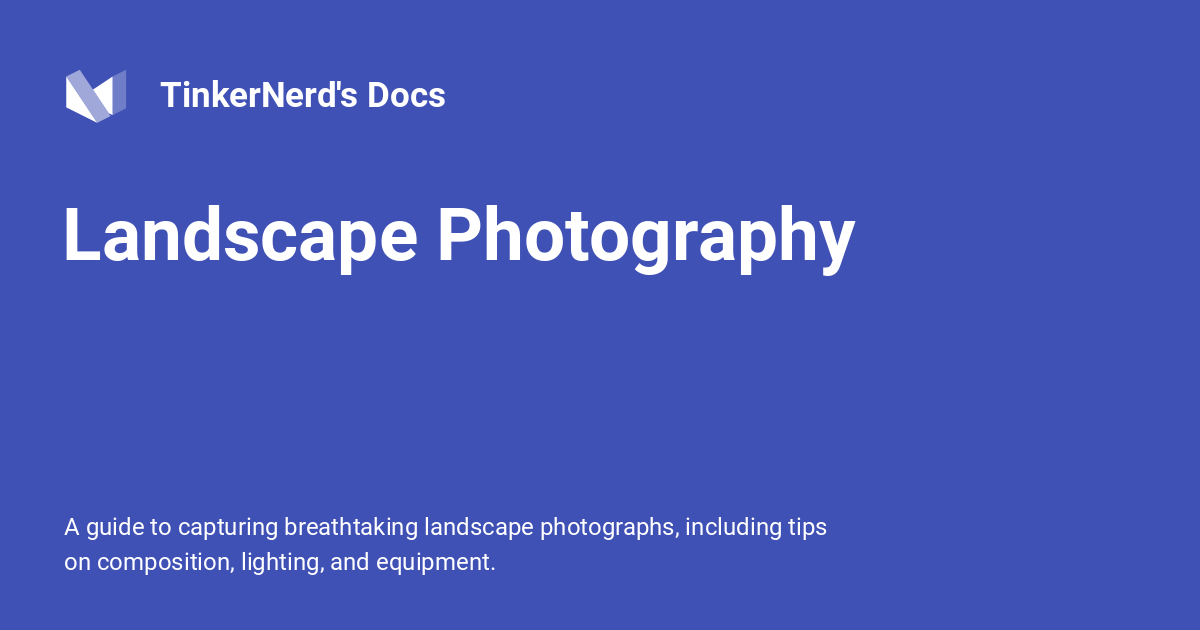 TinkerNerd's Docs
Landscape Photography
A guide to capturing breathtaking landscape photographs, including tips
on composition, lighting, and equipment.